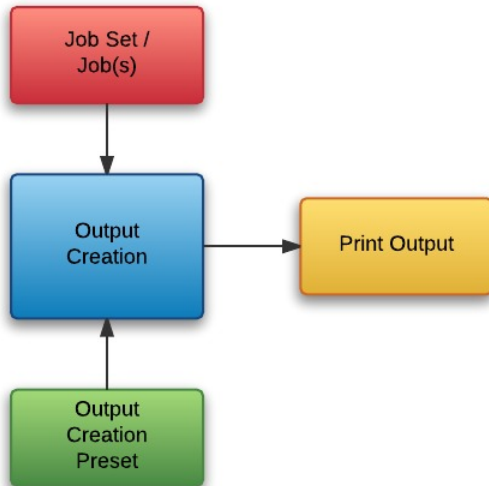 Job Set /
Job(s)
Output
Creation
Print Output
Output
Creation
Preset